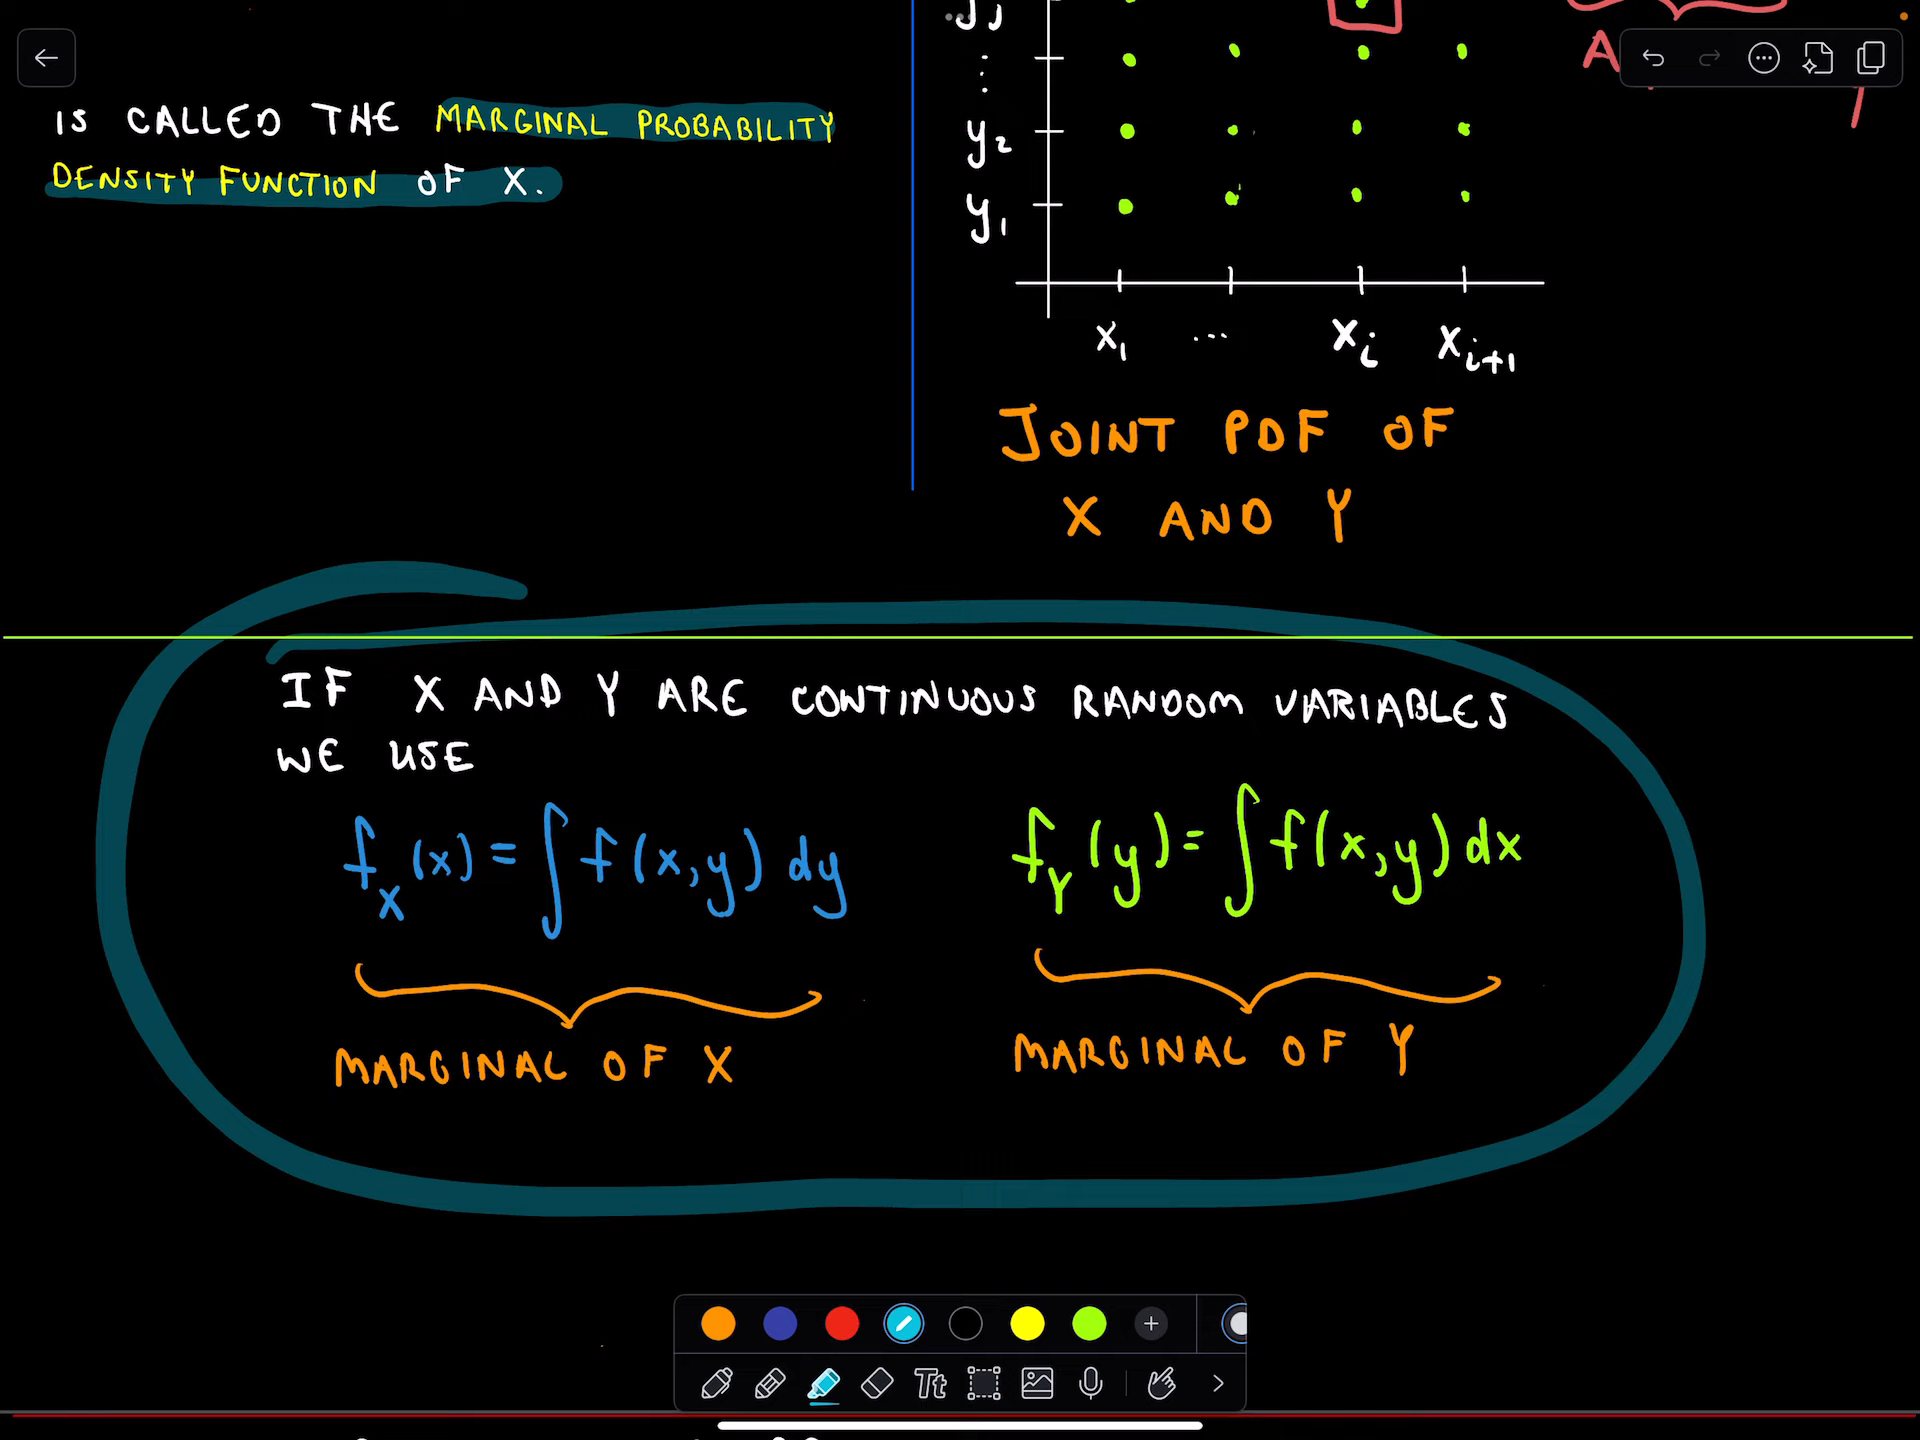 IS CALLED THE MARGINAL PROBABILITY
DENSITY FUNCTION OF X.
A
⋮
y₂
y₁
x₁ ... xᵢ xᵢ₊₁
JOINT PDF OF
X AND Y
IF X AND Y ARE CONTINUOUS RANDOM VARIABLES
WE USE
f_X(x) = ∫ f(x,y) dy
f_Y(y) = ∫ f(x,y) dx
MARGINAL OF X
MARGINAL OF Y
Tt